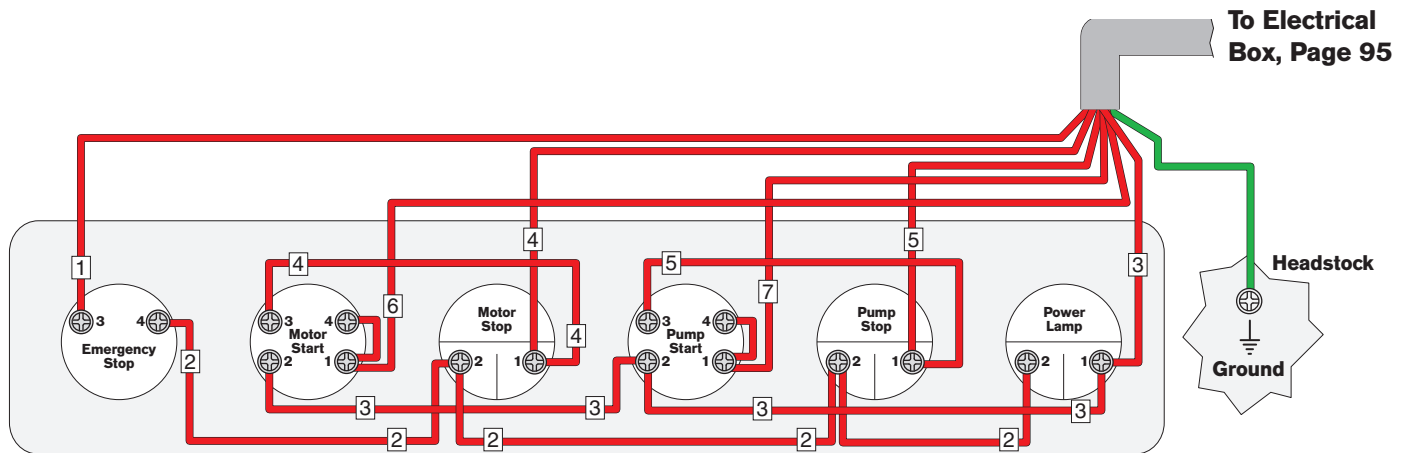 To Electrical
Box, Page 95
4
5
1
4
5
3
Headstock
6
7
3
4
Emergency
Stop
3
4
Motor
Start
2
1
Motor
Stop
2
1
4
3
4
Pump
Start
2
1
Pump
Stop
2
1
Power
Lamp
2
1
Ground
2
3
3
3
3
2
2
2
2